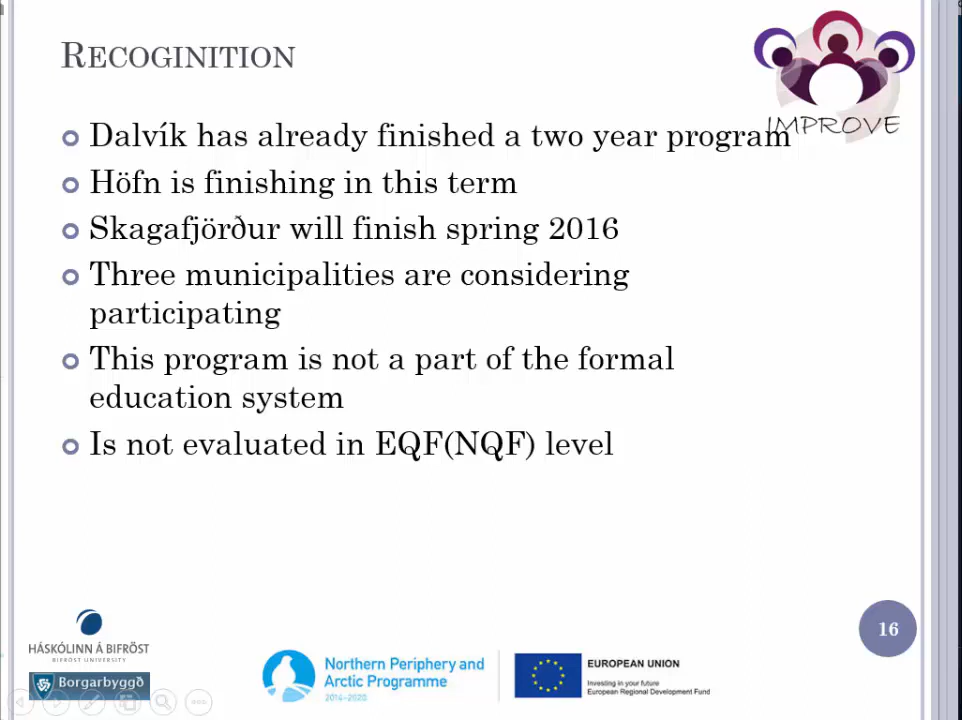 RECOGINITION
IMPROVE
Dalvík has already finished a two year program
Höfn is finishing in this term
Skagafjörður will finish spring 2016
Three municipalities are considering
participating
This program is not a part of the formal
education system
Is not evaluated in EQF(NQF) level
16
HÁSKÓLINN Á BIFRÖST
BIFRÖST UNIVERSITY
Borgarbyggð
Northern Periphery and
Arctic Programme
2014–2020
EUROPEAN UNION
Investing in your future
European Regional Development Fund